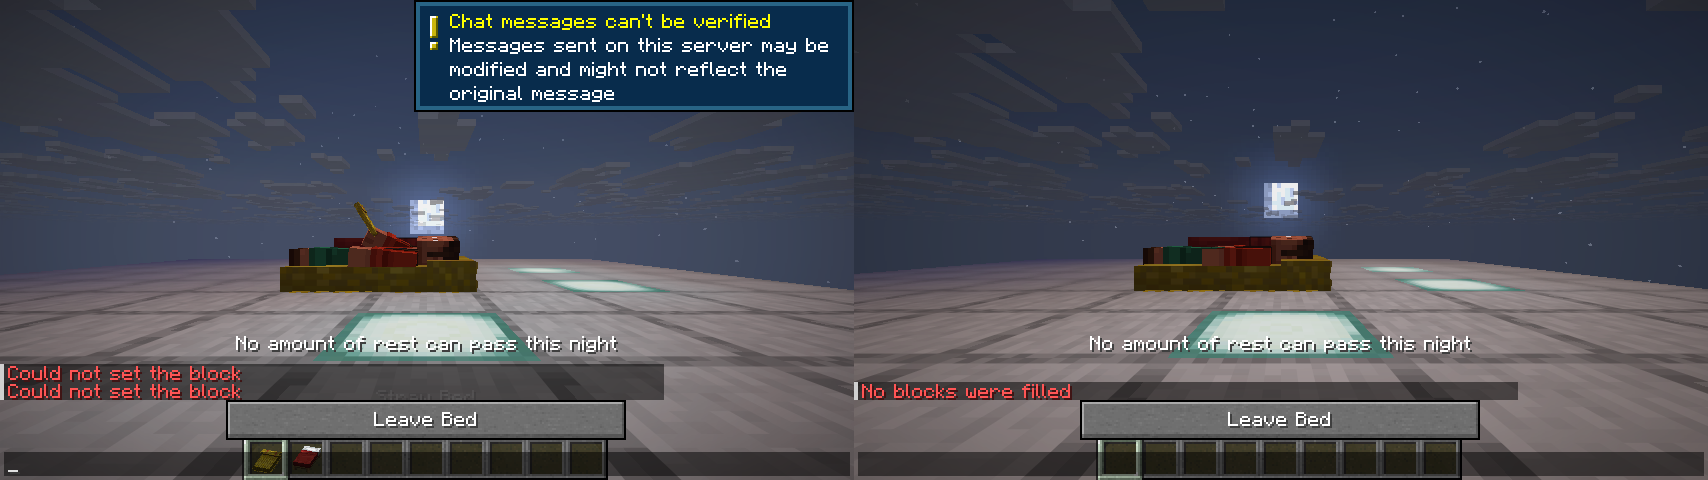 Chat messages can't be verified
Messages sent on this server may be
modified and might not reflect the
original message
No amount of rest can pass this night
Could not set the block
Could not set the block
Straw Bed
Leave Bed
_
No amount of rest can pass this night
No blocks were filled
Leave Bed